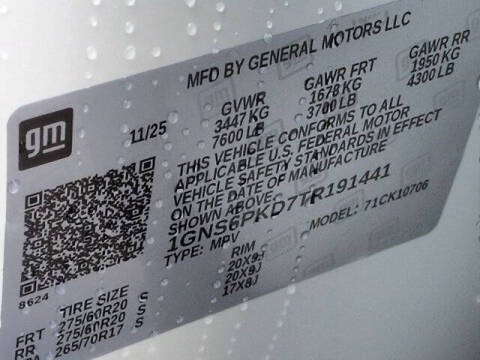 MFD BY GENERAL MOTORS LLC
gm
11/25
GVWR GAWR FRT GAWR RR
3447 KG 1678 KG 1950 KG
7600 LB 3700 LB 4300 LB
THIS VEHICLE CONFORMS TO ALL
APPLICABLE U.S. FEDERAL MOTOR
VEHICLE SAFETY STANDARDS IN EFFECT
ON THE DATE OF MANUFACTURE
SHOWN ABOVE.
1GNS6PKD7TR191441
TYPE: MPV MODEL: 71CK10706
8624
TIRE SIZE RIM
FRT 275/60R20 S 20X9J
RR 275/60R20 S 20X9J
265/70R17 S 17X8J